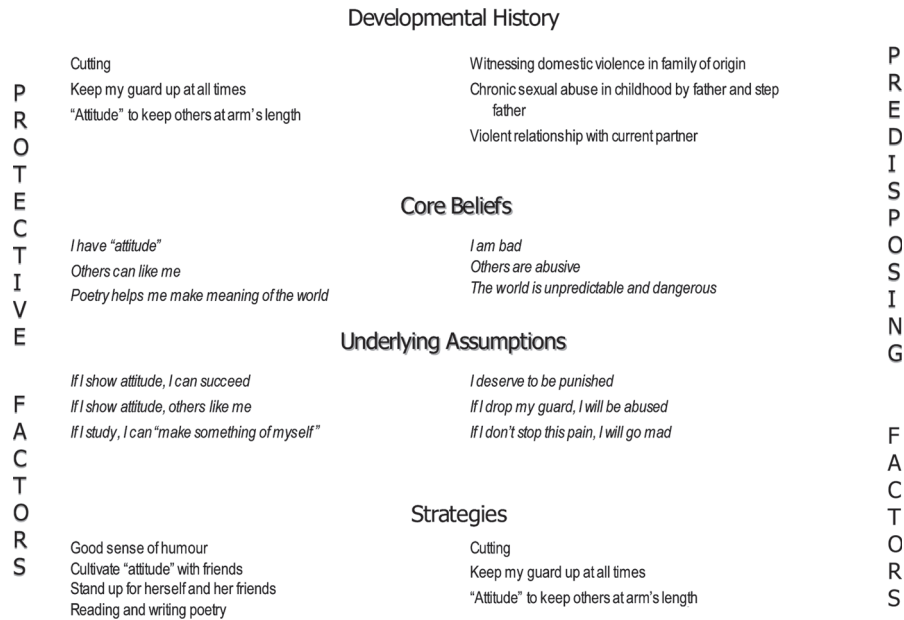 Developmental History
PROTECTIVE FACTORS
Cutting
Keep my guard up at all times
“Attitude” to keep others at arm’s length
Witnessing domestic violence in family of origin
Chronic sexual abuse in childhood by father and step
father
Violent relationship with current partner
PREDISPOSING FACTORS
Core Beliefs
I have “attitude”
Others can like me
Poetry helps me make meaning of the world
I am bad
Others are abusive
The world is unpredictable and dangerous
Underlying Assumptions
If I show attitude, I can succeed
If I show attitude, others like me
If I study, I can “make something of myself”
I deserve to be punished
If I drop my guard, I will be abused
If I don’t stop this pain, I will go mad
Strategies
Good sense of humour
Cultivate “attitude” with friends
Stand up for herself and her friends
Reading and writing poetry
Cutting
Keep my guard up at all times
“Attitude” to keep others at arm’s length